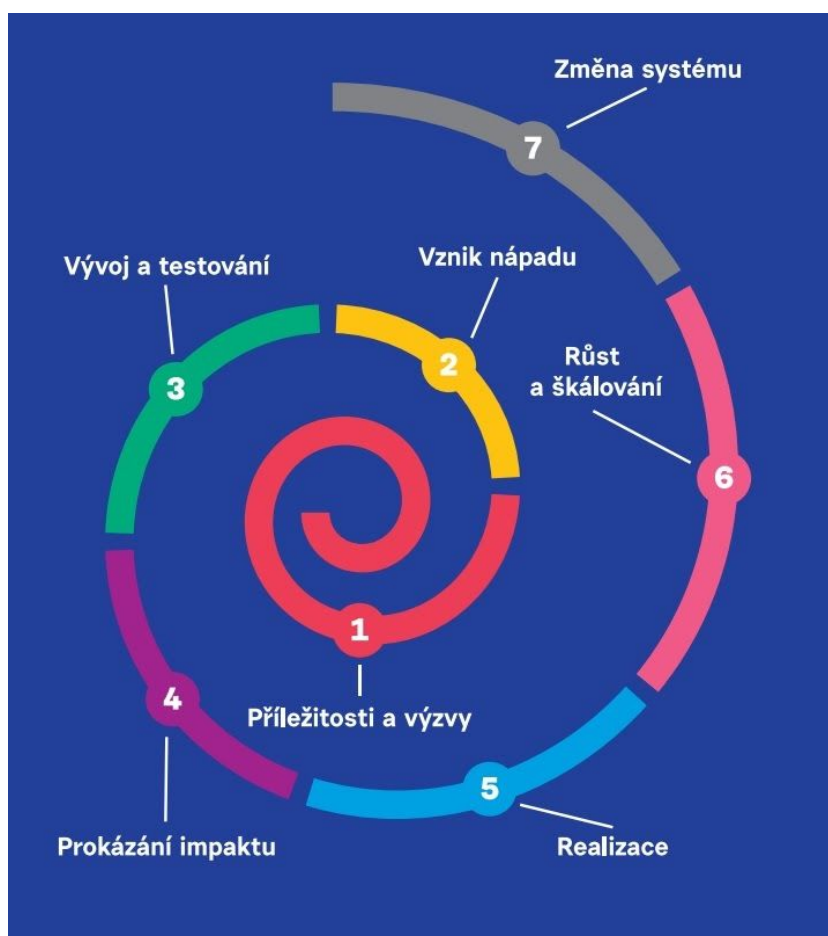 Změna systému
7
Vývoj a testování
Vznik nápadu
3
2
Růst
a škálování
6
1
Příležitosti a výzvy
4
5
Prokázání impaktu
Realizace